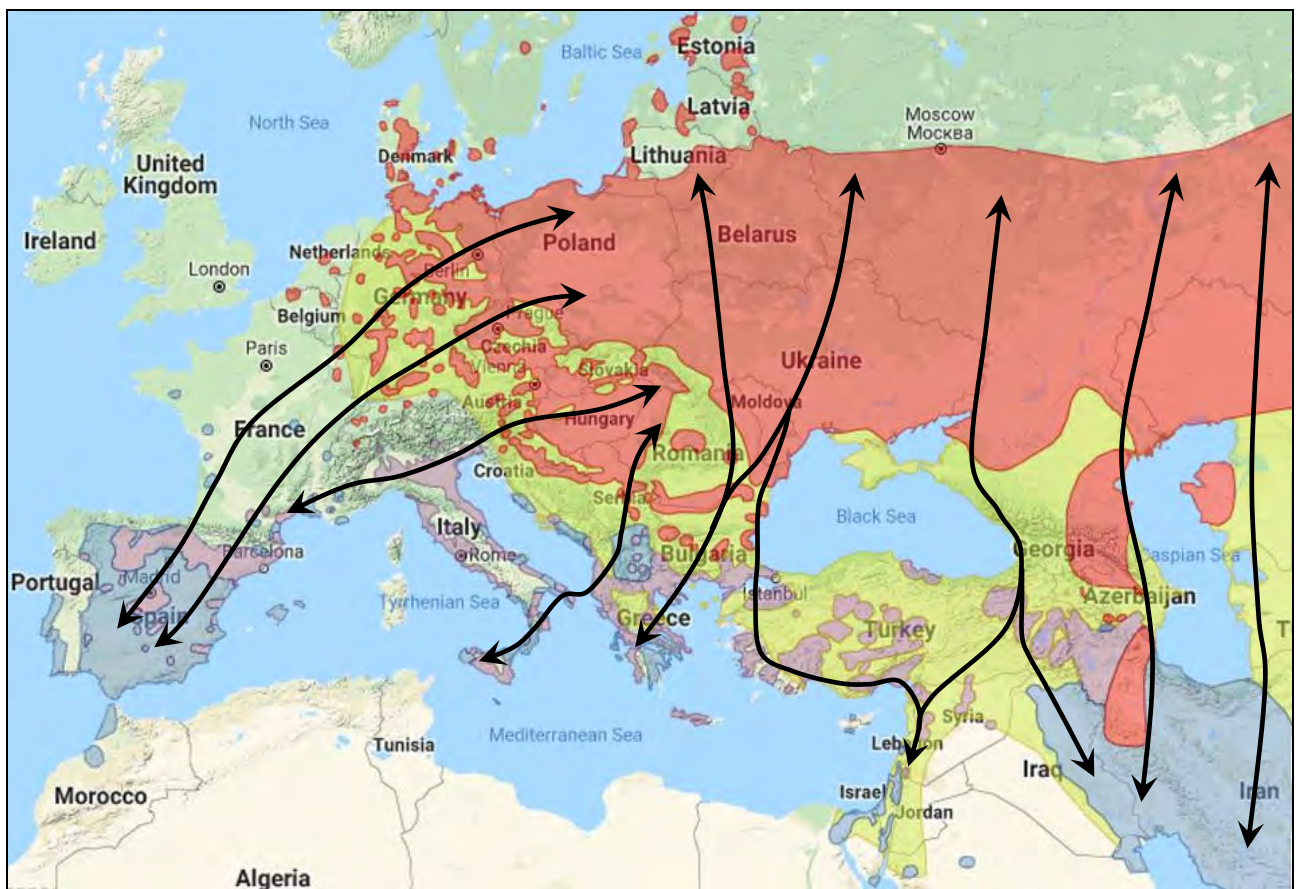 Baltic Sea
Estonia
Latvia
Moscow
Москва
North Sea
Denmark
Lithuania
United
Kingdom
Ireland
Netherlands
London
Poland
Belarus
Berlin
Germany
Belgium
Prague
Paris
Czechia
Vienna
Slovakia
Ukraine
Austria
Hungary
Moldova
France
Croatia
Romania
Serbia
Italy
Black Sea
Portugal
Madrid
Barcelona
Rome
Bulgaria
Georgia
Caspian Sea
Spain
Tyrrhenian Sea
Greece
Istanbul
Turkey
Azerbaijan
T
Mediterranean Sea
Tunisia
Syria
Lebanon
Iraq
Iran
Morocco
Israel
Jordan
Algeria